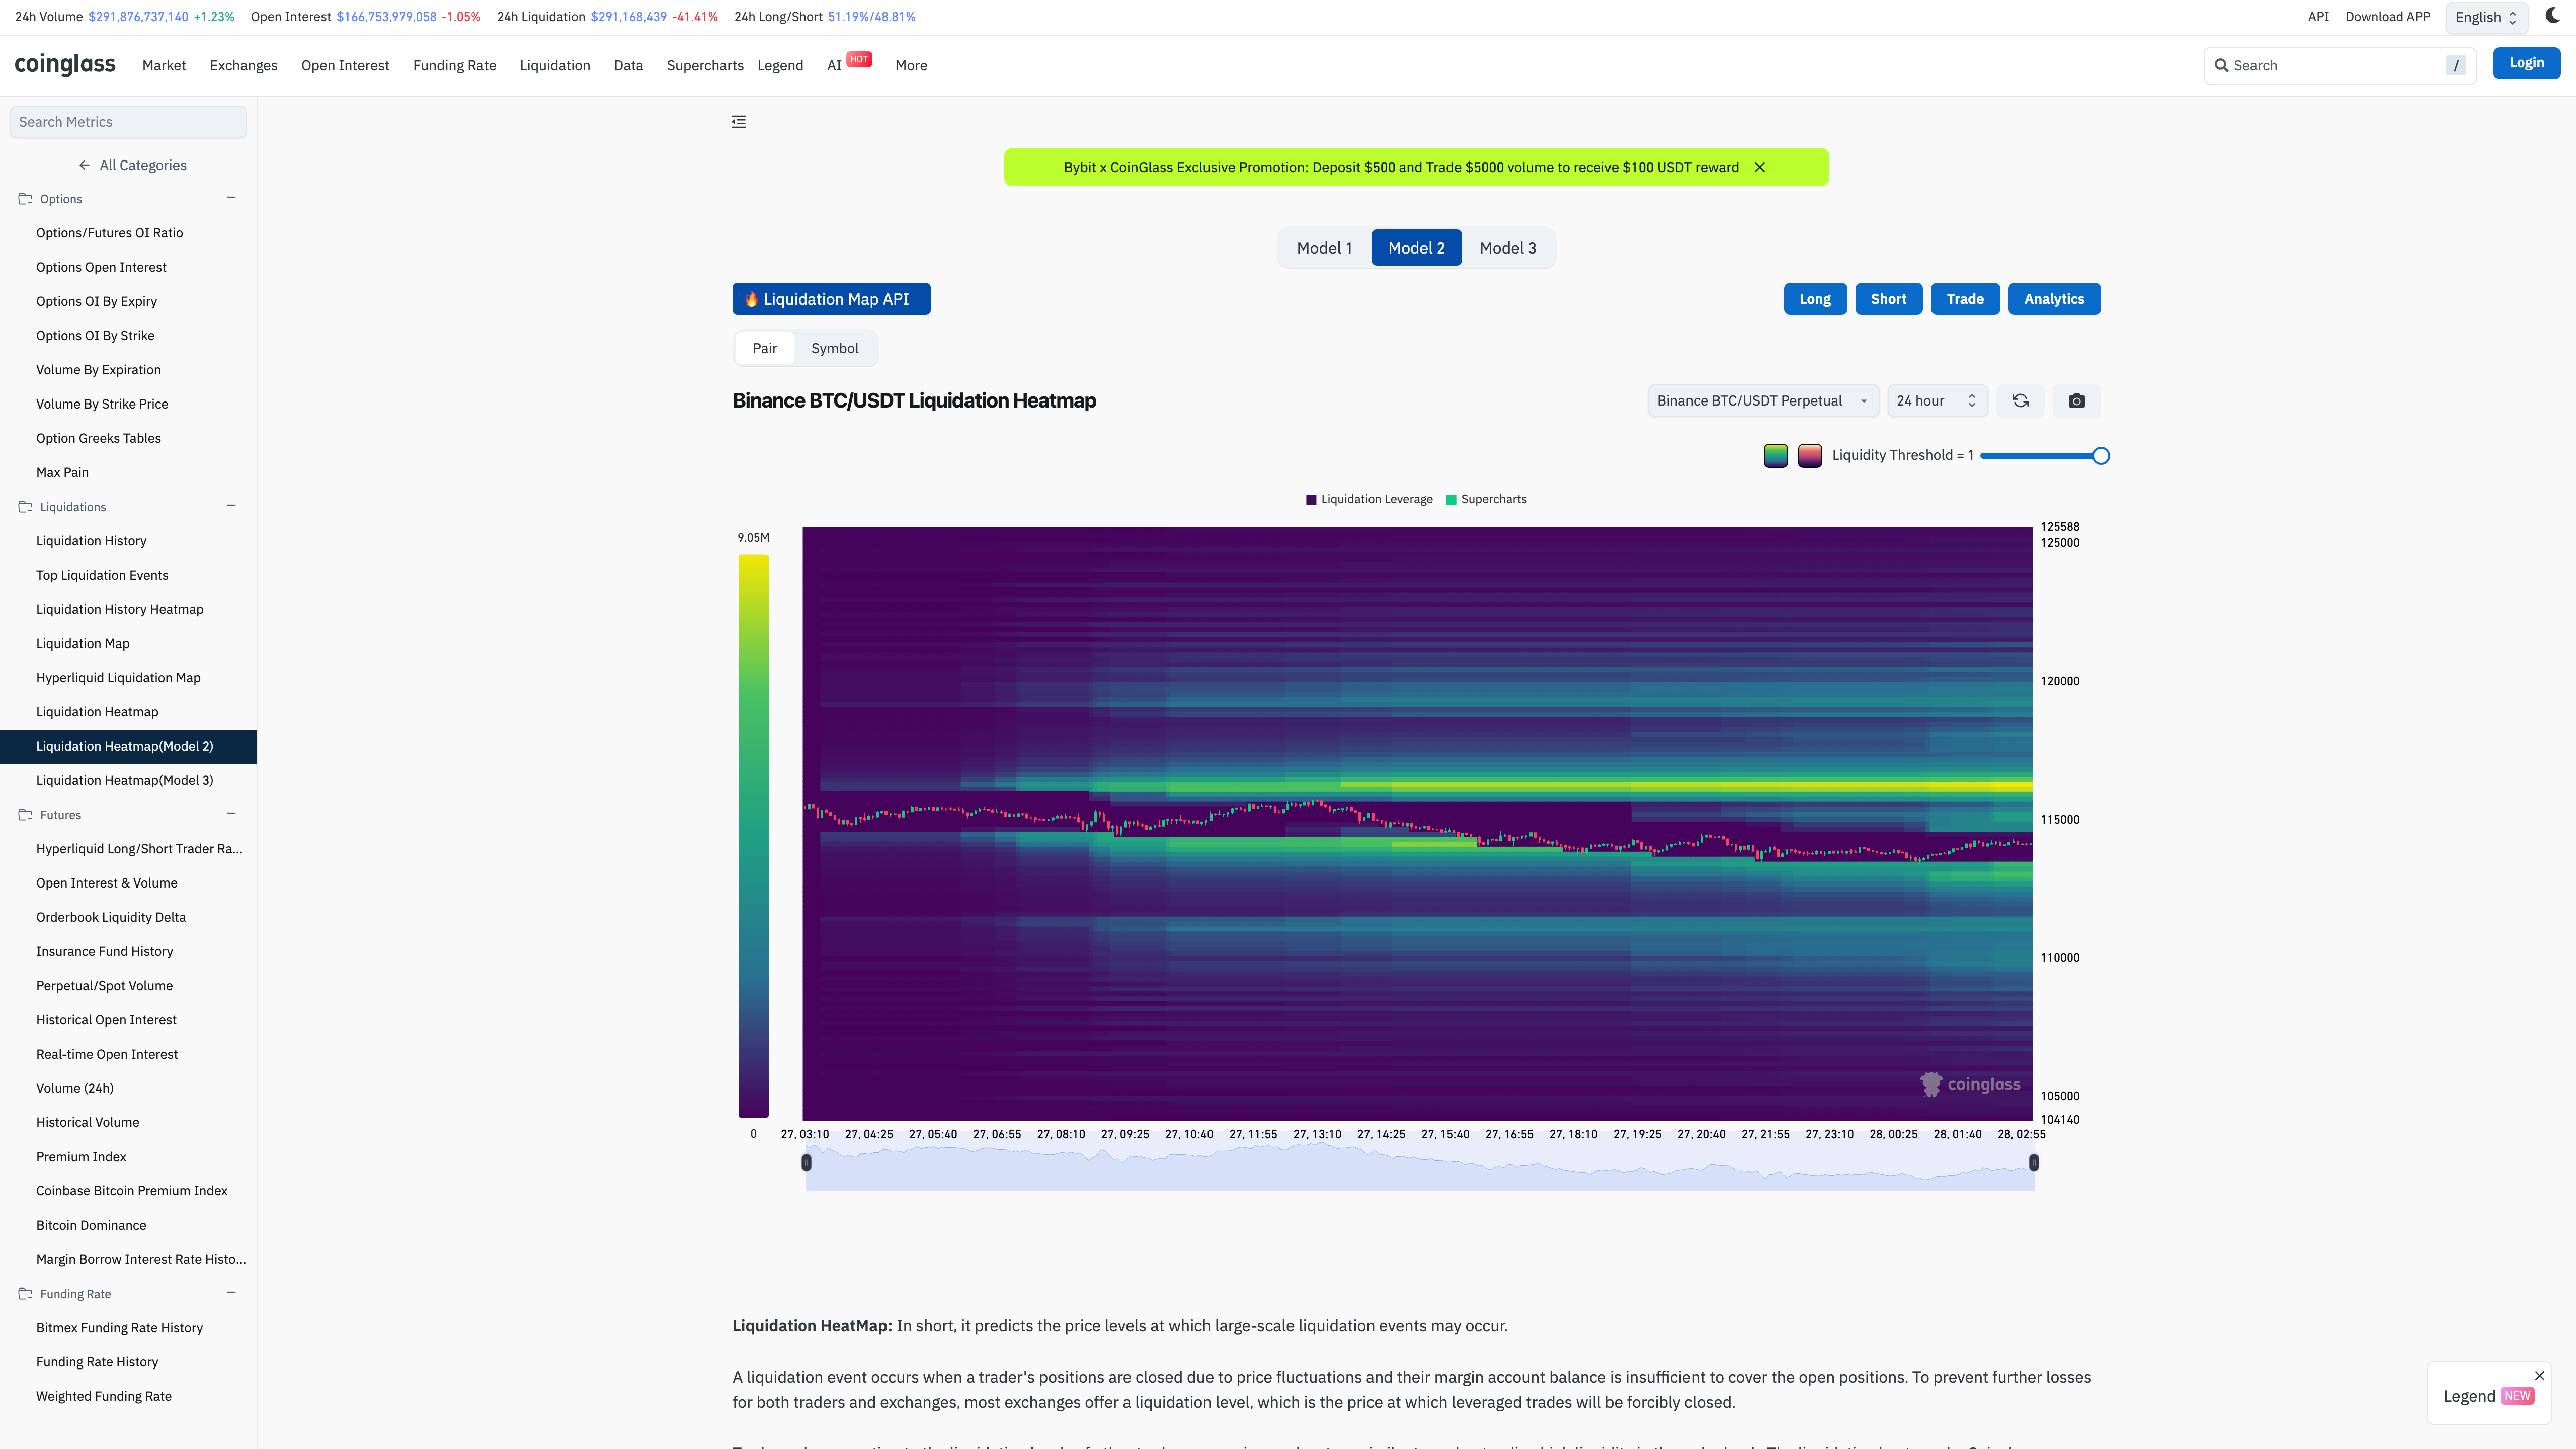 24h Volume $291,876,737,140 +1.23% Open Interest $166,753,979,058 -1.05% 24h Liquidation $291,168,439 -41.41% 24h Long/Short 51.19%/48.81% API Download APP English
coinglass Market Exchanges Open Interest Funding Rate Liquidation Data Supercharts Legend AI HOT More Search / Login
Search Metrics
All Categories
Options
Options/Futures OI Ratio
Options Open Interest
Options OI By Expiry
Options OI By Strike
Volume By Expiration
Volume By Strike Price
Option Greeks Tables
Max Pain
Liquidations
Liquidation History
Top Liquidation Events
Liquidation History Heatmap
Liquidation Map
Hyperliquid Liquidation Map
Liquidation Heatmap
Liquidation Heatmap(Model 2)
Liquidation Heatmap(Model 3)
Futures
Hyperliquid Long/Short Trader Ra...
Open Interest & Volume
Orderbook Liquidity Delta
Insurance Fund History
Perpetual/Spot Volume
Historical Open Interest
Real-time Open Interest
Volume (24h)
Historical Volume
Premium Index
Coinbase Bitcoin Premium Index
Bitcoin Dominance
Margin Borrow Interest Rate Histo...
Funding Rate
Bitmex Funding Rate History
Funding Rate History
Weighted Funding Rate
Bybit x CoinGlass Exclusive Promotion: Deposit $500 and Trade $5000 volume to receive $100 USDT reward
Model 1 Model 2 Model 3
Liquidation Map API Long Short Trade Analytics
Pair Symbol
Binance BTC/USDT Liquidation Heatmap Binance BTC/USDT Perpetual 24 hour
Liquidity Threshold = 1
Liquidation Leverage Supercharts
9.05M
0
125588
125000
120000
115000
110000
105000
104140
coinglass
27, 03:10 27, 04:25 27, 05:40 27, 06:55 27, 08:10 27, 09:25 27, 10:40 27, 11:55 27, 13:10 27, 14:25 27, 15:40 27, 16:55 27, 18:10 27, 19:25 27, 20:40 27, 21:55 27, 23:10 28, 00:25 28, 01:40 28, 02:55
Liquidation HeatMap: In short, it predicts the price levels at which large-scale liquidation events may occur.
A liquidation event occurs when a trader's positions are closed due to price fluctuations and their margin account balance is insufficient to cover the open positions. To prevent further losses
for both traders and exchanges, most exchanges offer a liquidation level, which is the price at which leveraged trades will be forcibly closed.
Legend NEW